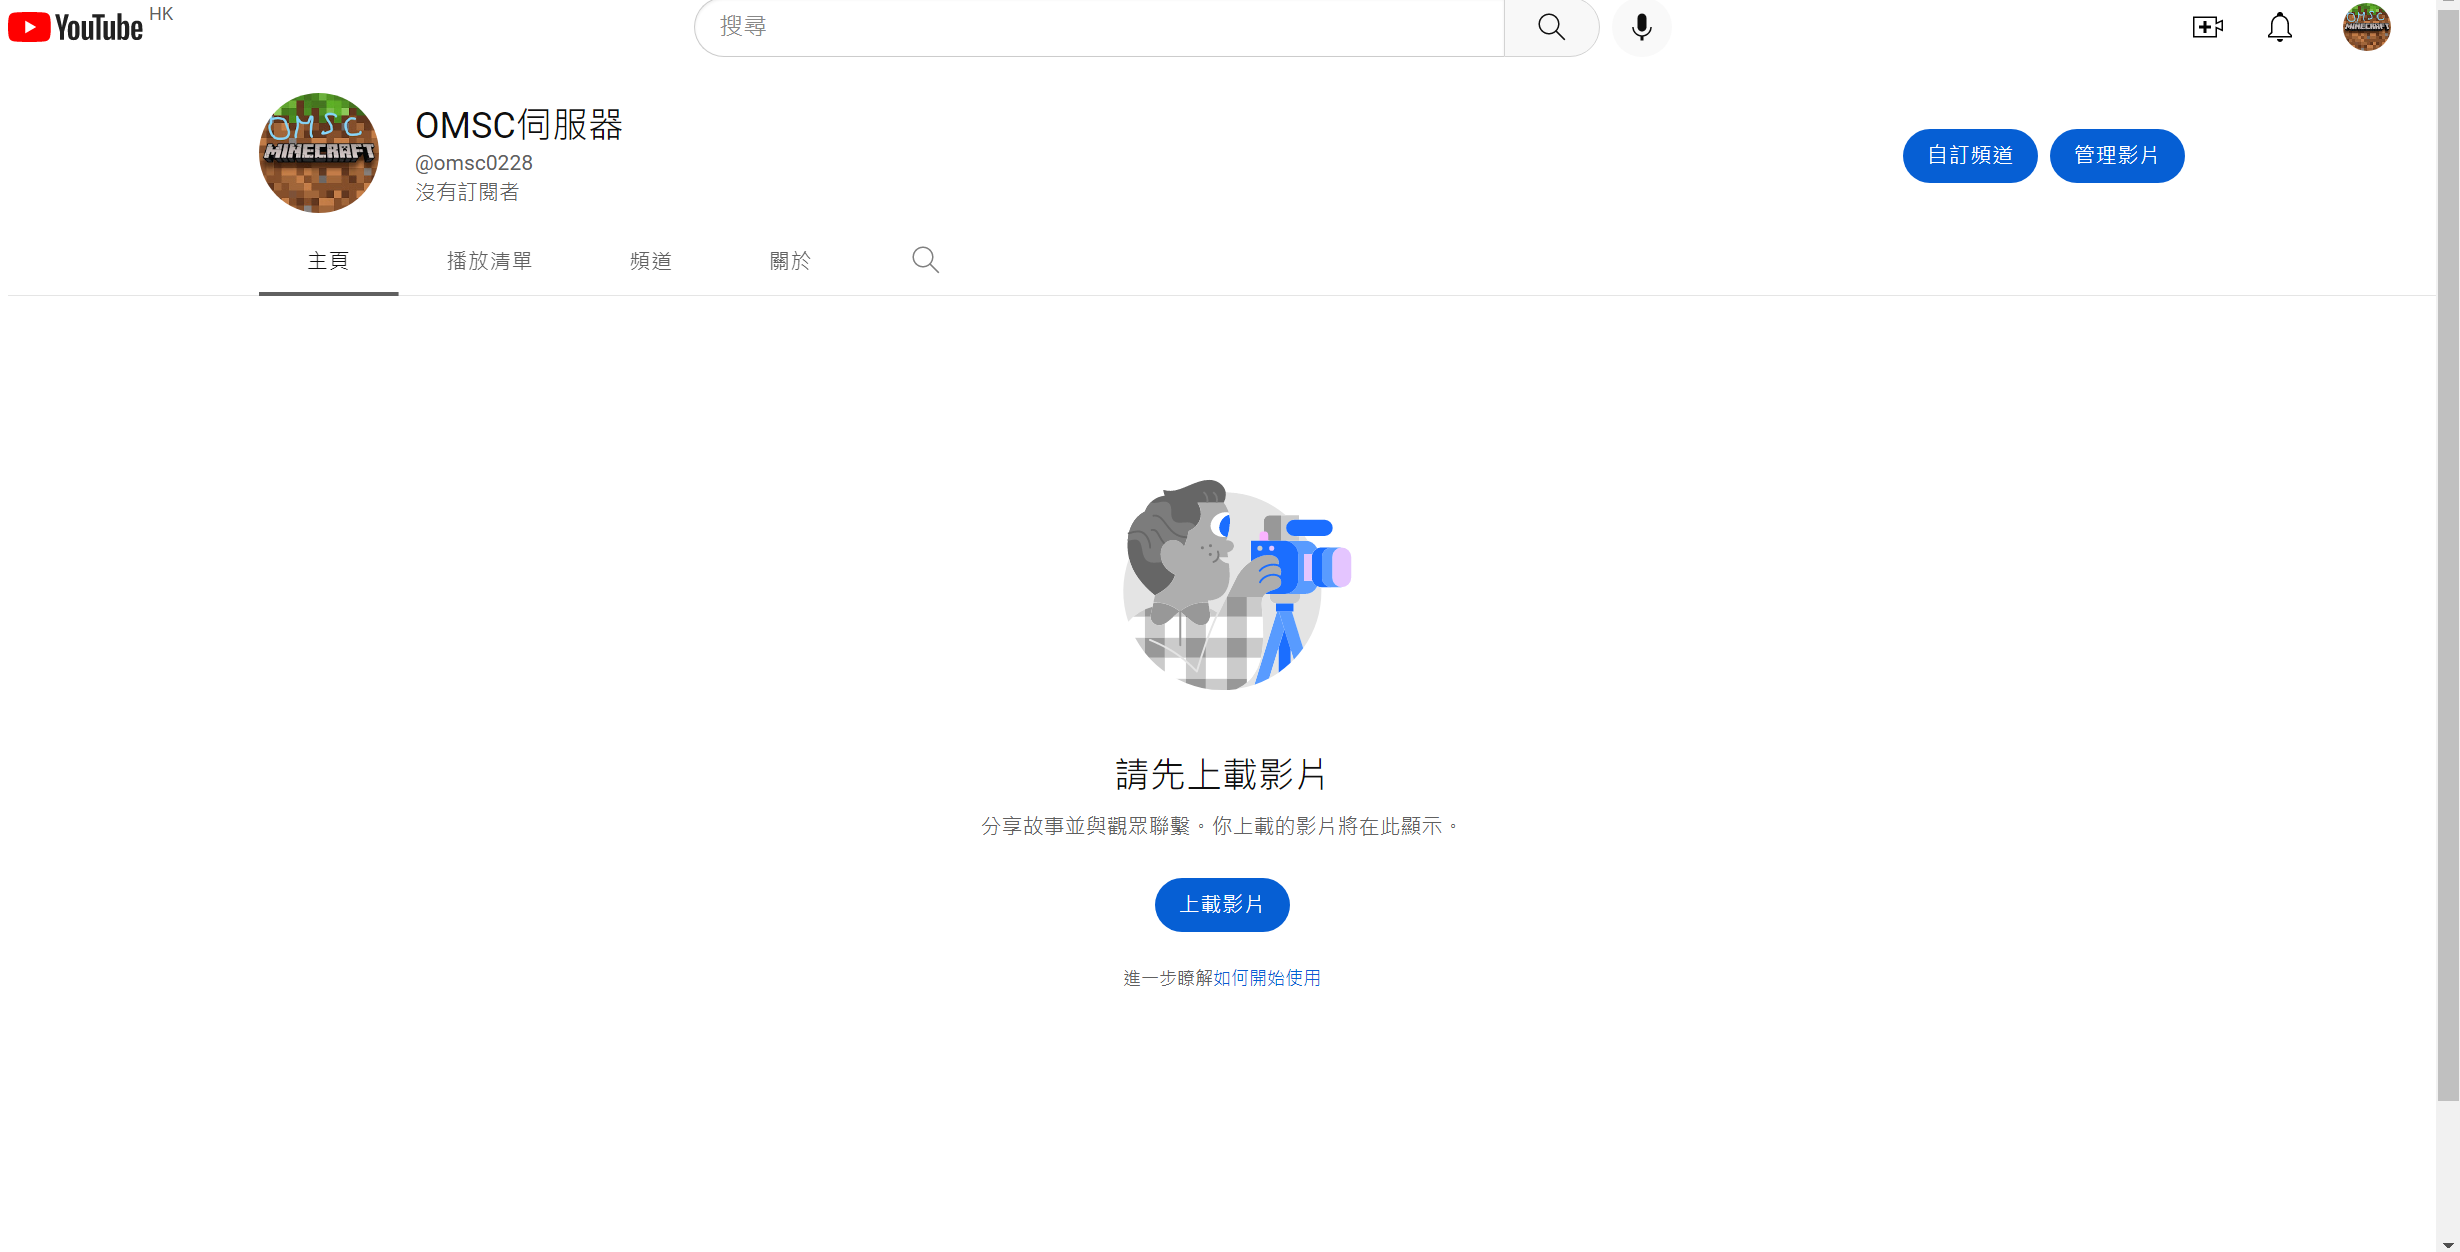 YouTube HK
搜尋
OMSC
MINECRAFT
OMSC伺服器
@omsc0228
沒有訂閱者
自訂頻道
管理影片
主頁
播放清單
頻道
關於
請先上載影片
分享故事並與觀眾聯繫。你上載的影片將在此顯示。
上載影片
進一步瞭解如何開始使用